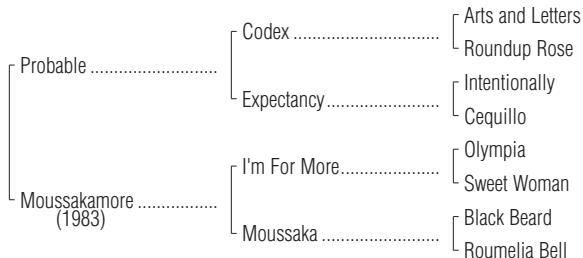 Arts and Letters
Codex
Roundup Rose
Probable
Intentionally
Expectancy
Cequillo
Olympia
I'm For More
Sweet Woman
Moussakamore
(1983)
Black Beard
Moussaka
Roumelia Bell